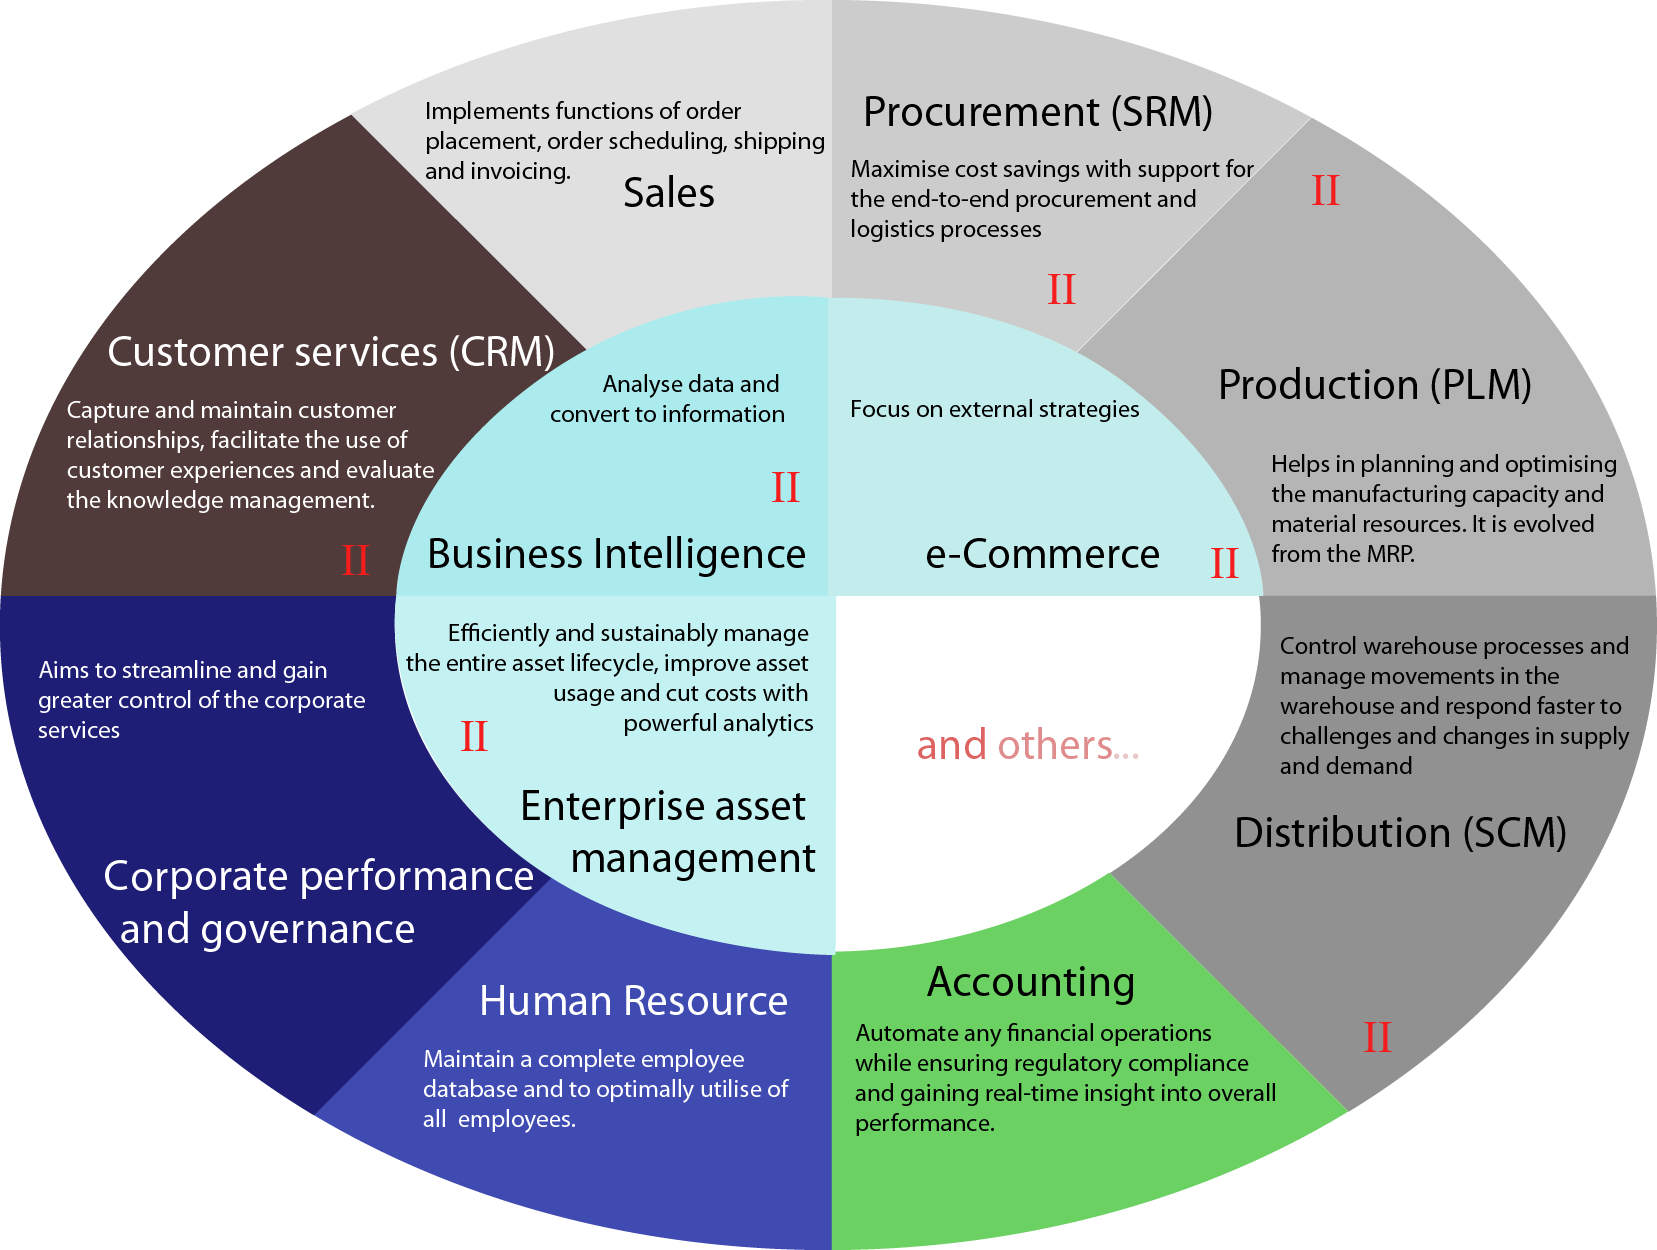 Implements functions of order
placement, order scheduling, shipping
and invoicing.
Sales
Procurement (SRM)
Maximise cost savings with support for
the end-to-end procurement and
logistics processes
II
II
Production (PLM)
Helps in planning and optimising
the manufacturing capacity and
material resources. It is evolved
from the MRP.
Customer services (CRM)
Capture and maintain customer
relationships, facilitate the use of
customer experiences and evaluate
the knowledge management.
II
Analyse data and
convert to information
II
Business Intelligence
Focus on external strategies
e-Commerce
II
Efficiently and sustainably manage
the entire asset lifecycle, improve asset
usage and cut costs with
powerful analytics
II
Enterprise asset
management
and others...
Control warehouse processes and
manage movements in the
warehouse and respond faster to
challenges and changes in supply
and demand
Distribution (SCM)
II
Aims to streamline and gain
greater control of the corporate
services
Corporate performance
and governance
Human Resource
Maintain a complete employee
database and to optimally utilise of
all employees.
Accounting
Automate any financial operations
while ensuring regulatory compliance
and gaining real-time insight into overall
performance.